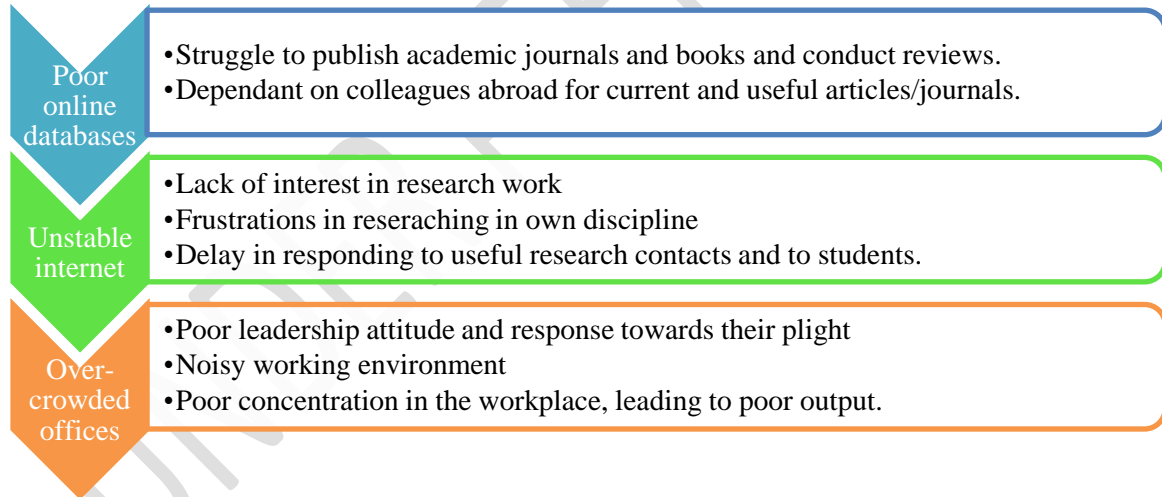 Poor
online
databases
•Struggle to publish academic journals and books and conduct reviews.
•Dependant on colleagues abroad for current and useful articles/journals.
Unstable
internet
•Lack of interest in research work
•Frustrations in reseraching in own discipline
•Delay in responding to useful research contacts and to students.
Over-
crowded
offices
•Poor leadership attitude and response towards their plight
•Noisy working environment
•Poor concentration in the workplace, leading to poor output.